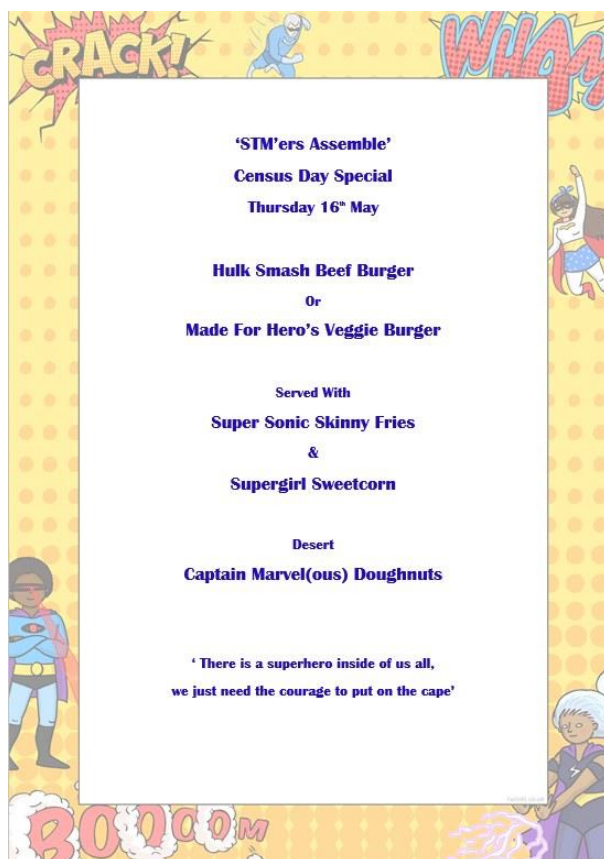 CRACK!
WHAM
‘STM’ers Assemble’
Census Day Special
Thursday 16th May
Hulk Smash Beef Burger
Or
Made For Hero’s Veggie Burger
Served With
Super Sonic Skinny Fries
&
Supergirl Sweetcorn
Desert
Captain Marvel(ous) Doughnuts
‘ There is a superhero inside of us all,
we just need the courage to put on the cape’
BOOOOM